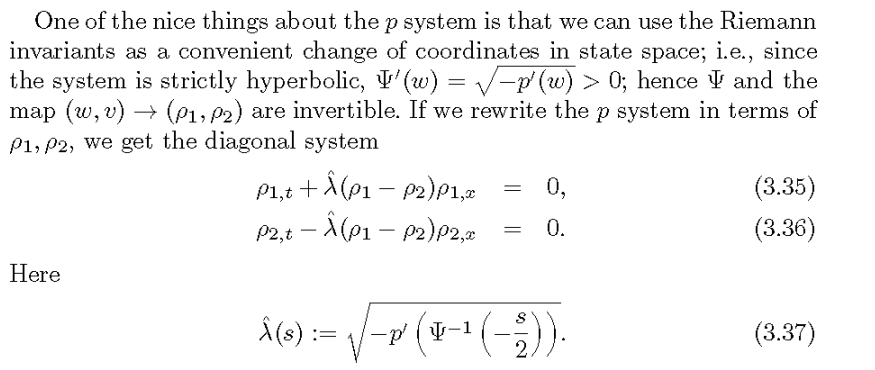 One of the nice things about the p system is that we can use the Riemann
invariants as a convenient change of coordinates in state space; i.e., since
the system is strictly hyperbolic, Ψ′(w) = √(−p′(w)) > 0; hence Ψ and the
map (w, v) → (ρ₁, ρ₂) are invertible. If we rewrite the p system in terms of
ρ₁, ρ₂, we get the diagonal system
ρ₁,ₜ + λ̂(ρ₁ − ρ₂)ρ₁,ₓ = 0, (3.35)
ρ₂,ₜ − λ̂(ρ₁ − ρ₂)ρ₂,ₓ = 0. (3.36)
Here
λ̂(s) := √(−p′(Ψ⁻¹(−s/2))). (3.37)